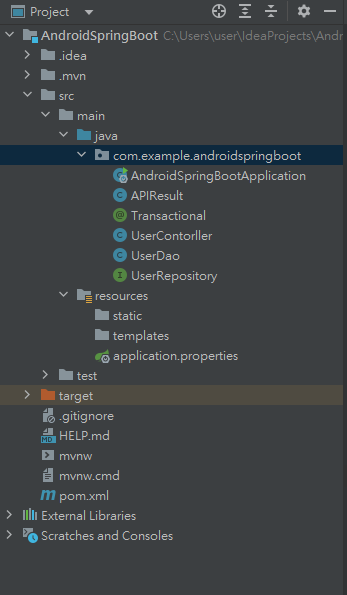 Project
AndroidSpringBoot C:\Users\user\IdeaProjects\Andr
.idea
.mvn
src
main
java
com.example.androidspringboot
AndroidSpringBootApplication
APIResult
Transactional
UserContorller
UserDao
UserRepository
resources
static
templates
application.properties
test
target
.gitignore
HELP.md
mvnw
mvnw.cmd
pom.xml
External Libraries
Scratches and Consoles